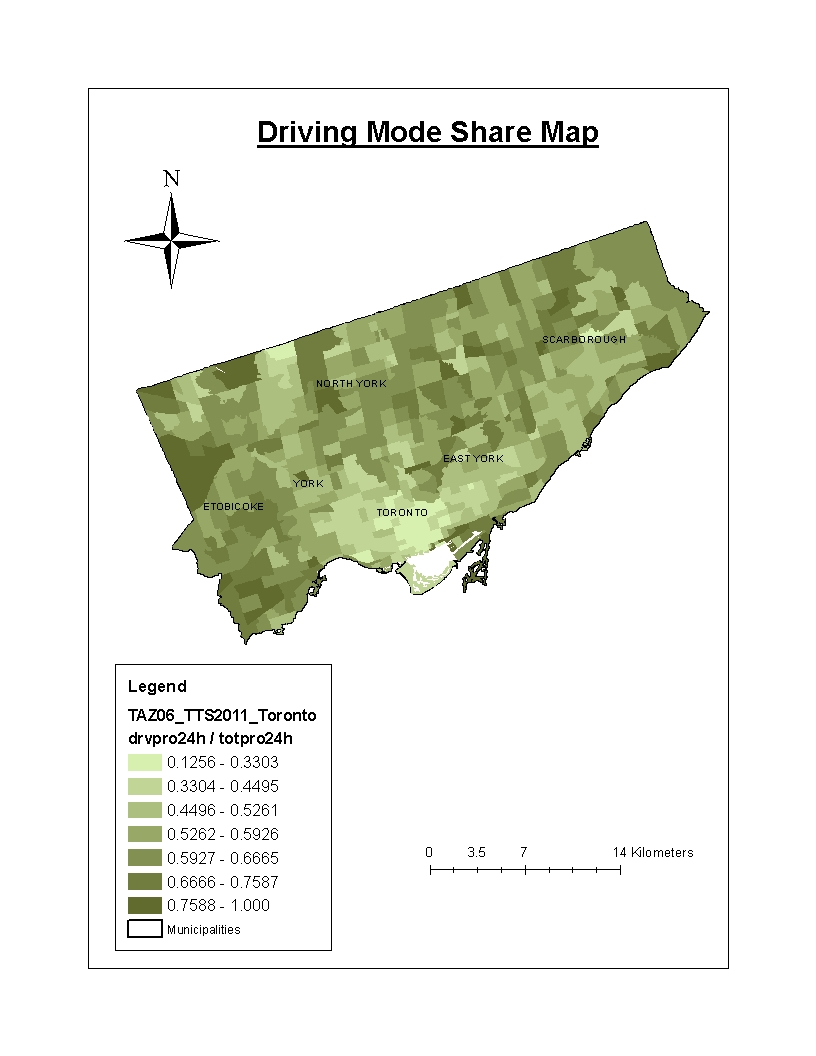 Driving Mode Share Map
N
SCARBOROUGH
NORTH YORK
EAST YORK
YORK
ETOBICOKE
TORONTO
Legend
TAZ06_TTS2011_Toronto
drvpro24h / totpro24h
0.1256 - 0.3303
0.3304 - 0.4495
0.4496 - 0.5261
0.5262 - 0.5926
0.5927 - 0.6665
0.6666 - 0.7587
0.7588 - 1.000
Municipalities
0 3.5 7 14 Kilometers